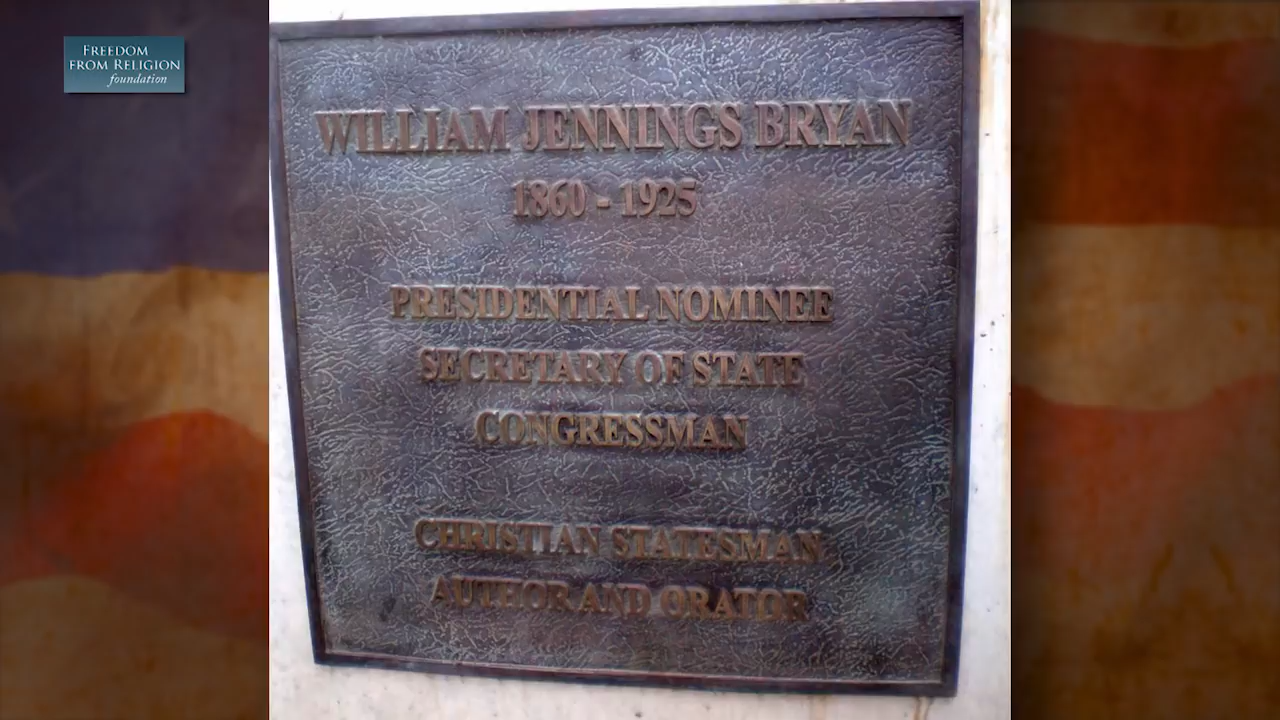 FREEDOM
FROM RELIGION
foundation
WILLIAM JENNINGS BRYAN
1860 - 1925
PRESIDENTIAL NOMINEE
SECRETARY OF STATE
CONGRESSMAN
CHRISTIAN STATESMAN
AUTHOR AND ORATOR